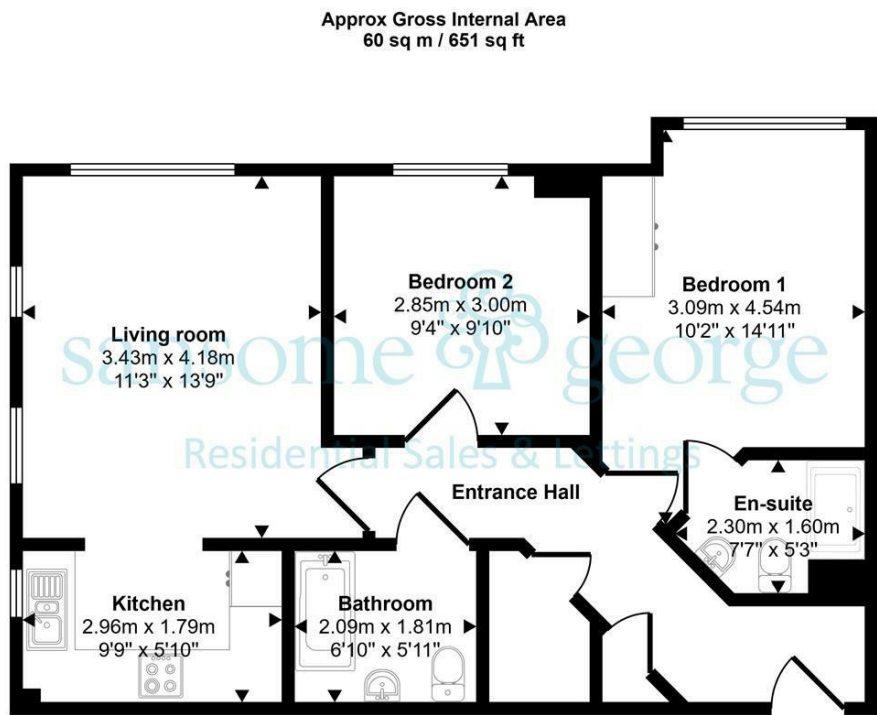 Approx Gross Internal Area
60 sq m / 651 sq ft
Bedroom 2
2.85m x 3.00m
9'4" x 9'10"
Bedroom 1
3.09m x 4.54m
10'2" x 14'11"
Living room
3.43m x 4.18m
11'3" x 13'9"
sansome george
Residential Sales & Lettings
Entrance Hall
En-suite
2.30m x 1.60m
7'7" x 5'3"
Kitchen
2.96m x 1.79m
9'9" x 5'10"
Bathroom
2.09m x 1.81m
6'10" x 5'11"